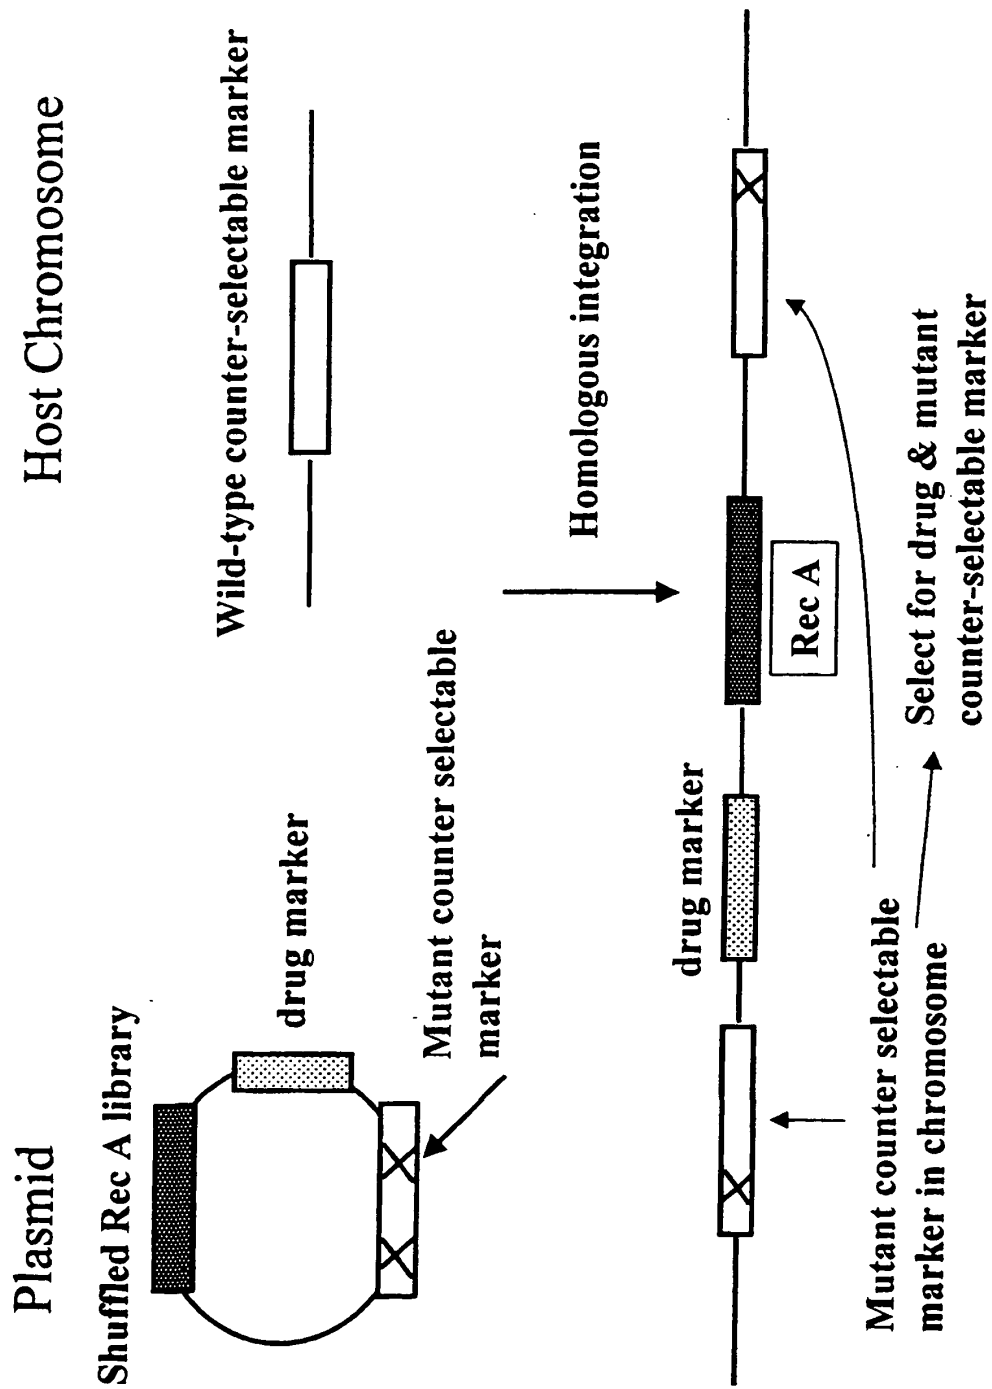 Plasmid
Host Chromosome
Shuffled Rec A library
Wild-type counter-selectable marker
drug marker
Mutant counter selectable
marker
Homologous integration
drug marker
Rec A
Mutant counter selectable
marker in chromosome
Select for drug & mutant
counter-selectable marker